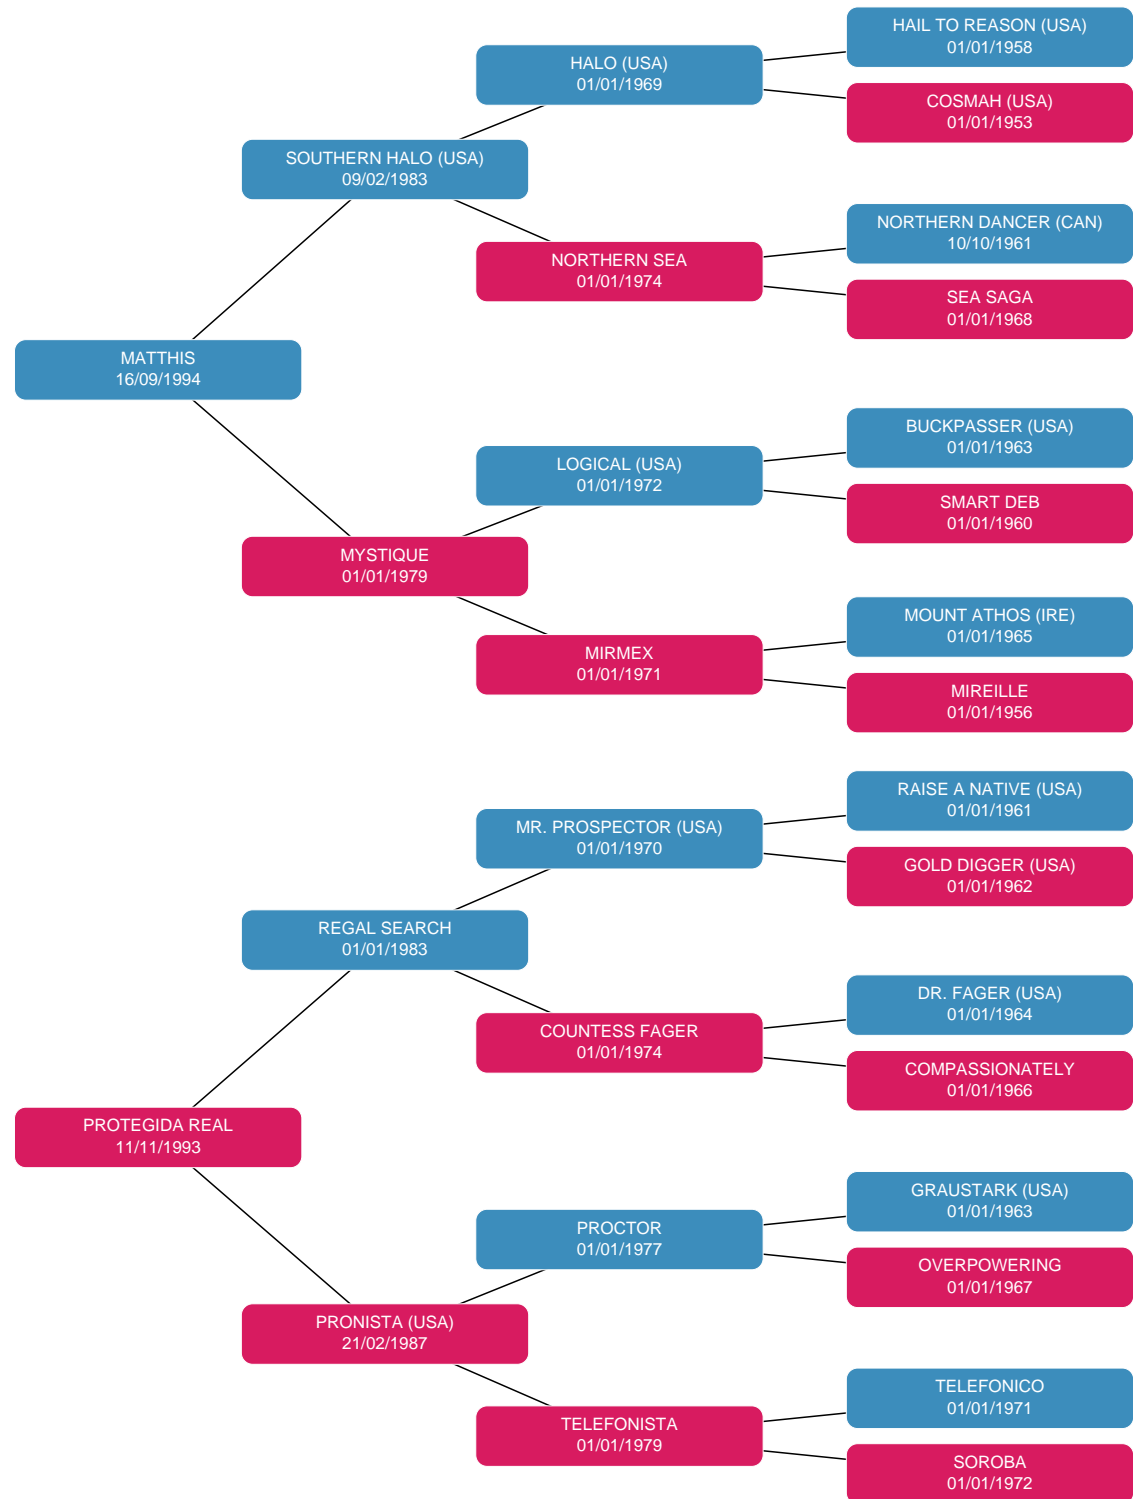 HAIL TO REASON (USA)
01/01/1958
HALO (USA)
01/01/1969
COSMAH (USA)
01/01/1953
SOUTHERN HALO (USA)
09/02/1983
NORTHERN DANCER (CAN)
10/10/1961
NORTHERN SEA
01/01/1974
SEA SAGA
01/01/1968
MATTHIS
16/09/1994
BUCKPASSER (USA)
01/01/1963
LOGICAL (USA)
01/01/1972
SMART DEB
01/01/1960
MYSTIQUE
01/01/1979
MOUNT ATHOS (IRE)
01/01/1965
MIRMEX
01/01/1971
MIREILLE
01/01/1956
RAISE A NATIVE (USA)
01/01/1961
MR. PROSPECTOR (USA)
01/01/1970
GOLD DIGGER (USA)
01/01/1962
REGAL SEARCH
01/01/1983
DR. FAGER (USA)
01/01/1964
COUNTESS FAGER
01/01/1974
COMPASSIONATELY
01/01/1966
PROTEGIDA REAL
11/11/1993
GRAUSTARK (USA)
01/01/1963
PROCTOR
01/01/1977
OVERPOWERING
01/01/1967
PRONISTA (USA)
21/02/1987
TELEFONICO
01/01/1971
TELEFONISTA
01/01/1979
SOROBA
01/01/1972